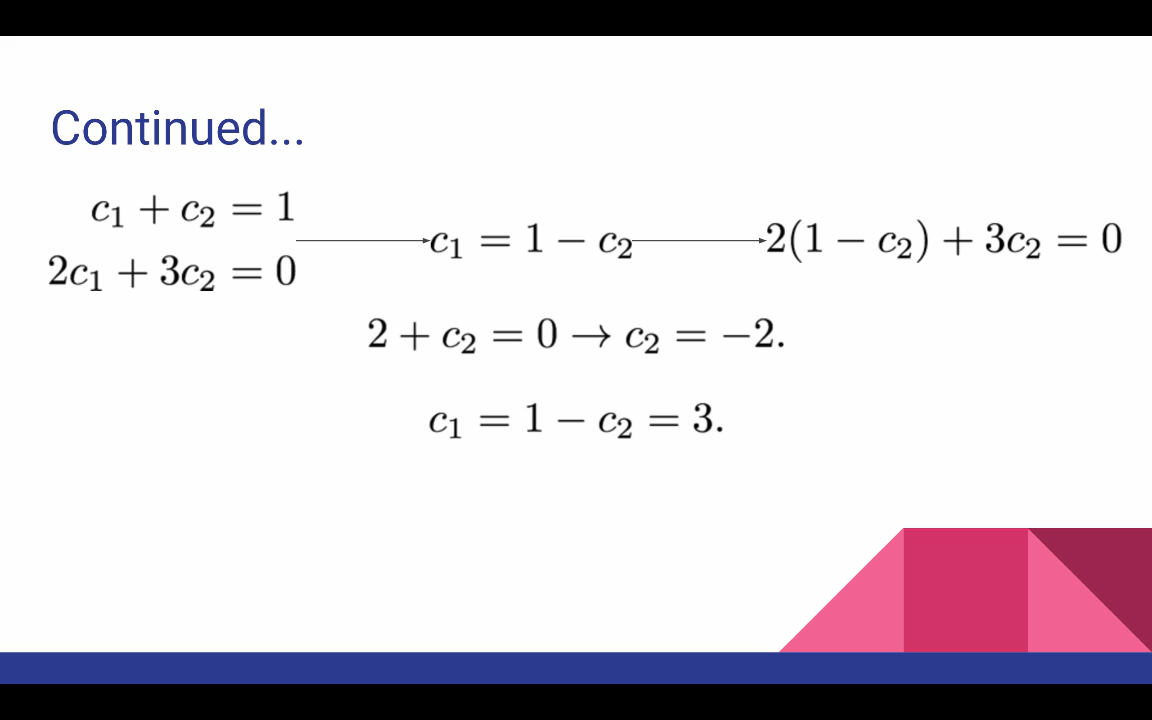 Continued...
c₁ + c₂ = 1
2c₁ + 3c₂ = 0
c₁ = 1 − c₂
2(1 − c₂) + 3c₂ = 0
2 + c₂ = 0 → c₂ = −2.
c₁ = 1 − c₂ = 3.